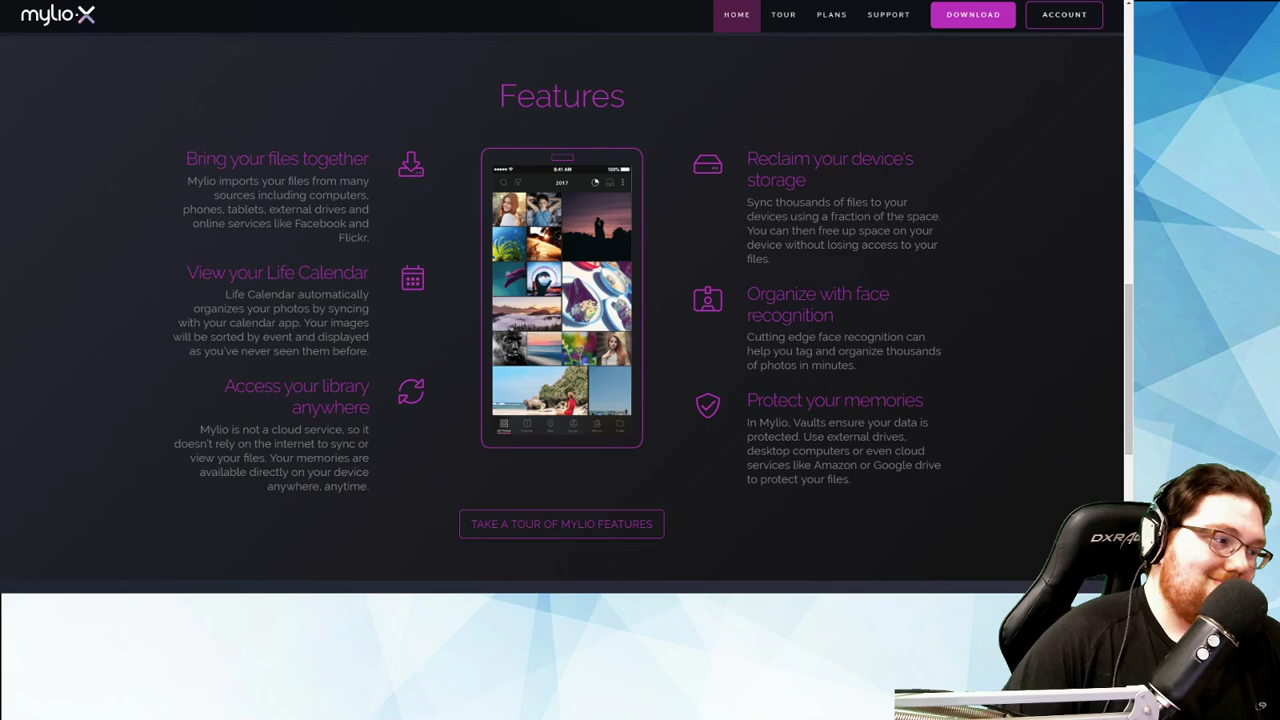 mylio·X
HOME
TOUR
PLANS
SUPPORT
DOWNLOAD
ACCOUNT
Features
Bring your files together
Mylio imports your files from many
sources including computers,
phones, tablets, external drives and
online services like Facebook and
Flickr.
View your Life Calendar
Life Calendar automatically
organizes your photos by syncing
with your calendar app. Your images
will be sorted by event and displayed
as you've never seen them before.
Access your library
anywhere
Mylio is not a cloud service, so it
doesn't rely on the internet to sync or
view your files. Your memories are
available directly on your device
anywhere, anytime.
9:41 AM
100%
2017
Reclaim your device's
storage
Sync thousands of files to your
devices using a fraction of the space.
You can then free up space on your
device without losing access to your
files.
Organize with face
recognition
Cutting edge face recognition can
help you tag and organize thousands
of photos in minutes.
Protect your memories
In Mylio, Vaults ensure your data is
protected. Use external drives,
desktop computers or even cloud
services like Amazon or Google drive
to protect your files.
TAKE A TOUR OF MYLIO FEATURES